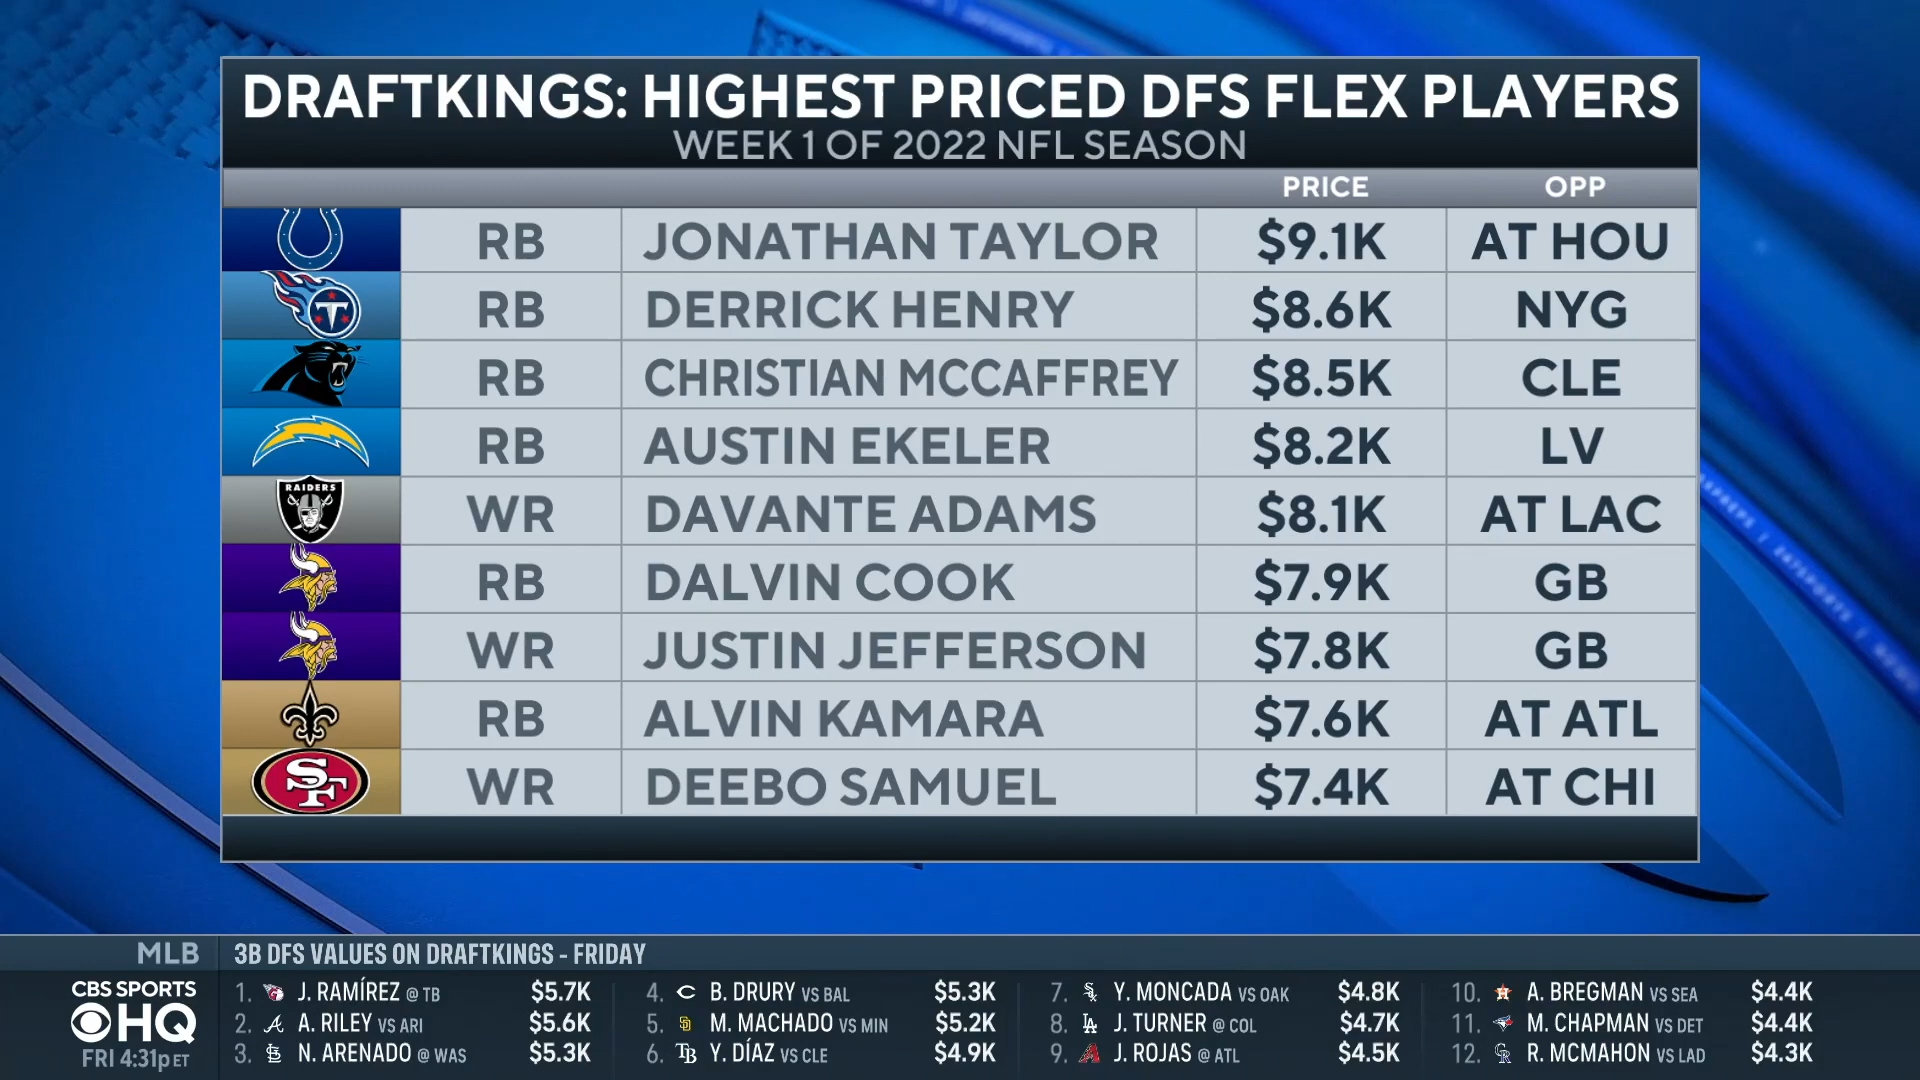 DRAFTKINGS: HIGHEST PRICED DFS FLEX PLAYERS
WEEK 1 OF 2022 NFL SEASON
PRICE OPP
RB JONATHAN TAYLOR $9.1K AT HOU
RB DERRICK HENRY $8.6K NYG
RB CHRISTIAN MCCAFFREY $8.5K CLE
RB AUSTIN EKELER $8.2K LV
RAIDERS WR DAVANTE ADAMS $8.1K AT LAC
RB DALVIN COOK $7.9K GB
WR JUSTIN JEFFERSON $7.8K GB
RB ALVIN KAMARA $7.6K AT ATL
SF WR DEEBO SAMUEL $7.4K AT CHI
MLB 3B DFS VALUES ON DRAFTKINGS - FRIDAY
CBS SPORTS
HQ
FRI 4:31p ET
1. J. RAMÍREZ @ TB $5.7K
2. A. RILEY VS ARI $5.6K
3. N. ARENADO @ WAS $5.3K
4. B. DRURY VS BAL $5.3K
5. M. MACHADO VS MIN $5.2K
6. Y. DÍAZ VS CLE $4.9K
7. Y. MONCADA VS OAK $4.8K
8. J. TURNER @ COL $4.7K
9. J. ROJAS @ ATL $4.5K
10. A. BREGMAN VS SEA $4.4K
11. M. CHAPMAN VS DET $4.4K
12. R. MCMAHON VS LAD $4.3K